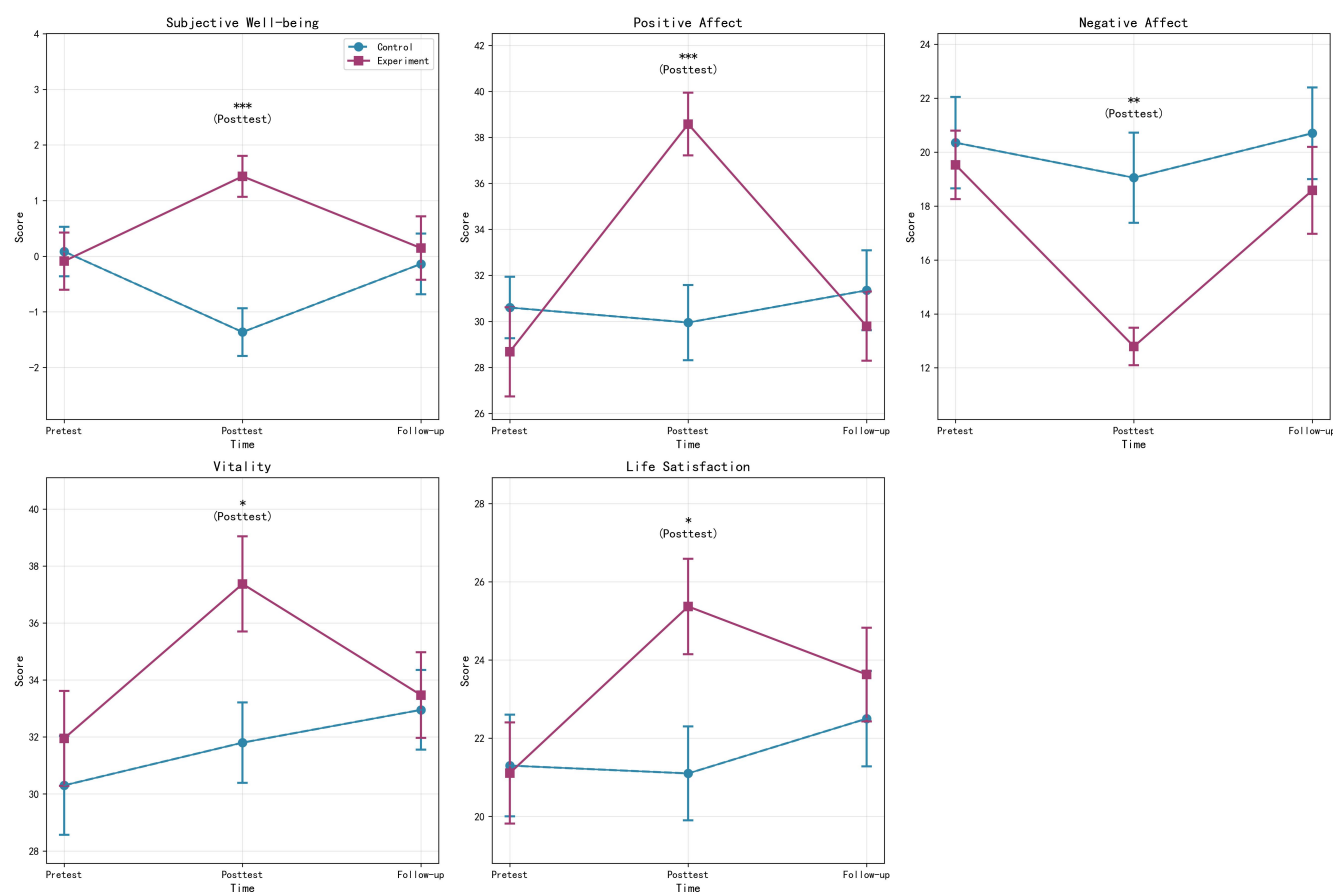 Subjective Well-being
Control
Experiment
***
(Posttest)
4
3
2
1
0
−1
−2
Score
Pretest
Posttest
Follow-up
Time
Positive Affect
***
(Posttest)
42
40
38
36
34
32
30
28
26
Score
Pretest
Posttest
Follow-up
Time
Negative Affect
**
(Posttest)
24
22
20
18
16
14
12
Score
Pretest
Posttest
Follow-up
Time
Vitality
*
(Posttest)
40
38
36
34
32
30
28
Score
Pretest
Posttest
Follow-up
Time
Life Satisfaction
*
(Posttest)
28
26
24
22
20
Score
Pretest
Posttest
Follow-up
Time